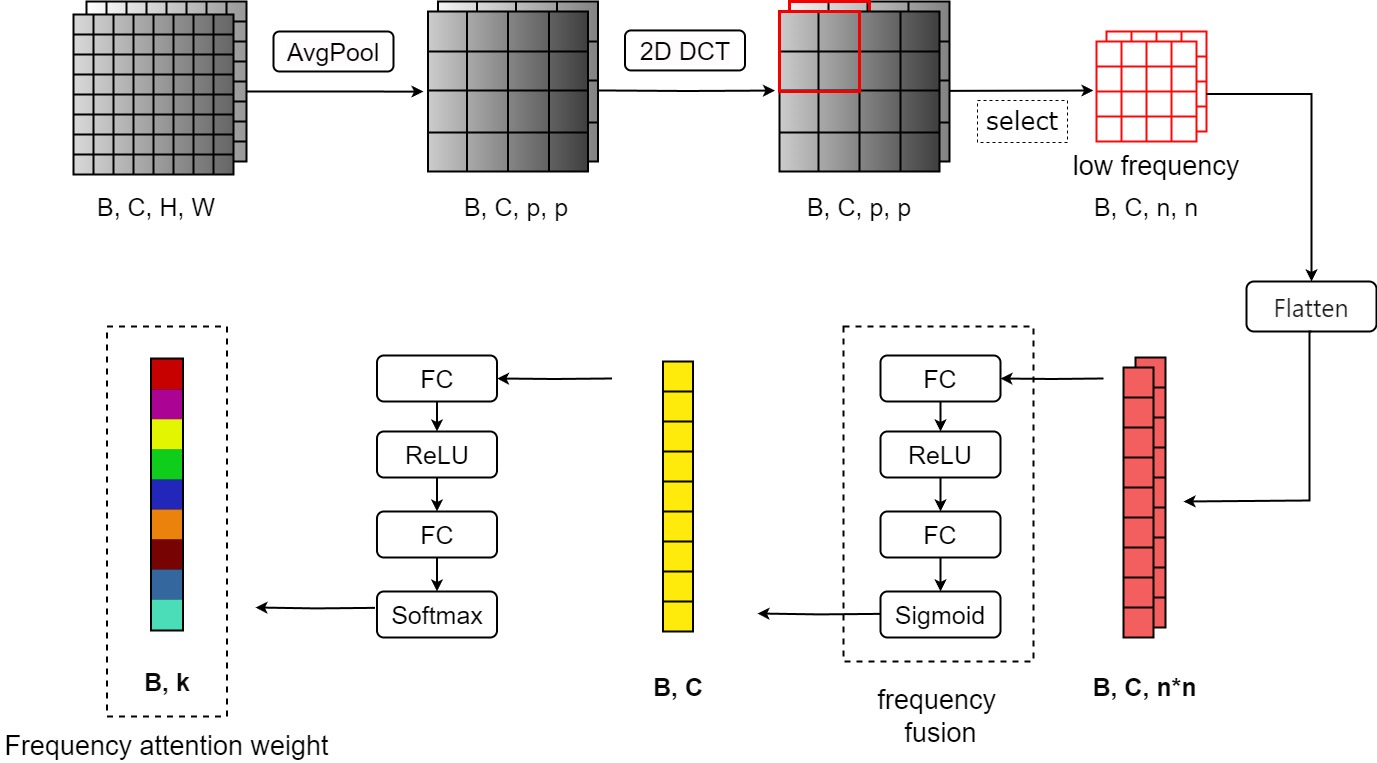 AvgPool
2D DCT
select
low frequency
B, C, H, W
B, C, p, p
B, C, p, p
B, C, n, n
Flatten
FC
ReLU
FC
Sigmoid
frequency
fusion
B, C, n*n
FC
ReLU
FC
Softmax
B, C
B, k
Frequency attention weight